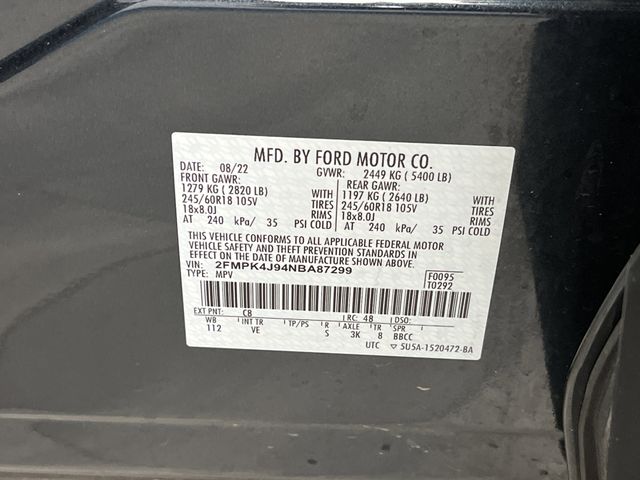 MFD. BY FORD MOTOR CO.
DATE: 08/22 GVWR: 2449 KG ( 5400 LB)
FRONT GAWR: REAR GAWR:
1279 KG ( 2820 LB) WITH 1197 KG ( 2640 LB) WITH
245/60R18 105V TIRES 245/60R18 105V TIRES
18x8.0J RIMS 18x8.0J RIMS
AT 240 kPa/ 35 PSI COLD AT 240 kPa/ 35 PSI COLD
THIS VEHICLE CONFORMS TO ALL APPLICABLE FEDERAL MOTOR
VEHICLE SAFETY AND THEFT PREVENTION STANDARDS IN
EFFECT ON THE DATE OF MANUFACTURE SHOWN ABOVE.
VIN: 2FMPK4J94NBA87299 F0095
TYPE: MPV T0292
EXT PNT: C8 RC: 48 DSO:
WB INT TR TP/PS R AXLE TR SPR
112 VE S 3K 8 BBCC
UTC ▽ SU5A-1520472-BA